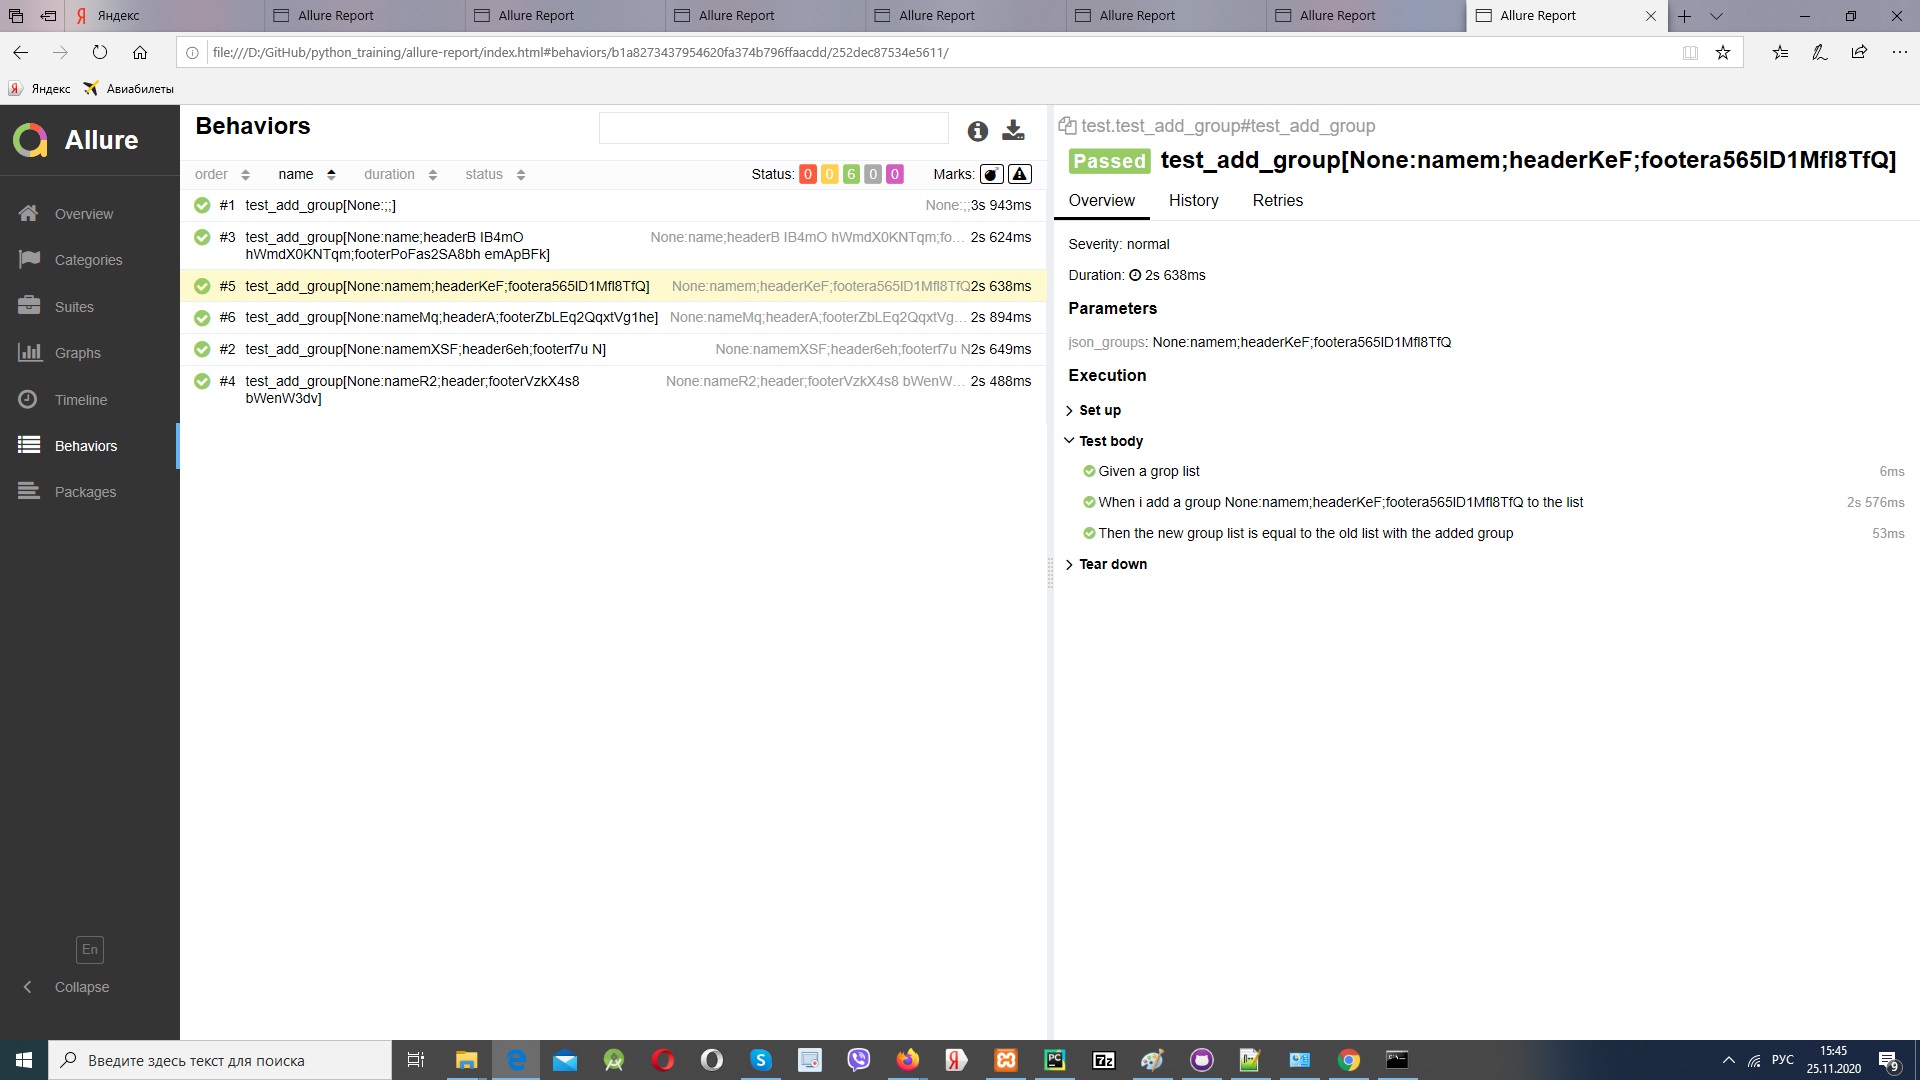 Яндекс
Allure Report
Allure Report
Allure Report
Allure Report
Allure Report
Allure Report
Allure Report
file:///D:/GitHub/python_training/allure-report/index.html#behaviors/b1a8273437954620fa374b796ffaacdd/252dec87534e5611/
Яндекс
Авиабилеты
Allure
Overview
Categories
Suites
Graphs
Timeline
Behaviors
Packages
En
Collapse
Behaviors
order name duration status Status: 0 0 6 0 0 Marks:
#1 test_add_group[None:;;] None:;; 3s 943ms
#3 test_add_group[None:name;headerB IB4mO None:name;headerB IB4mO hWmdX0KNTqm;fo... 2s 624ms
hWmdX0KNTqm;footerPoFas2SA8bh emApBFk]
#5 test_add_group[None:namem;headerKeF;footera565ID1MfI8TfQ] None:namem;headerKeF;footera565ID1MfI8TfQ 2s 638ms
#6 test_add_group[None:nameMq;headerA;footerZbLEq2QqxtVg1he] None:nameMq;headerA;footerZbLEq2QqxtVg... 2s 894ms
#2 test_add_group[None:namemXSF;header6eh;footerf7u N] None:namemXSF;header6eh;footerf7u N 2s 649ms
#4 test_add_group[None:nameR2;header;footerVzkX4s8 None:nameR2;header;footerVzkX4s8 bWenW... 2s 488ms
bWenW3dv]
test.test_add_group#test_add_group
Passed test_add_group[None:namem;headerKeF;footera565ID1MfI8TfQ]
Overview History Retries
Severity: normal
Duration: 2s 638ms
Parameters
json_groups: None:namem;headerKeF;footera565ID1MfI8TfQ
Execution
Set up
Test body
Given a grop list 6ms
When i add a group None:namem;headerKeF;footera565ID1MfI8TfQ to the list 2s 576ms
Then the new group list is equal to the old list with the added group 53ms
Tear down
Введите здесь текст для поиска
РУС
15:45
25.11.2020
9